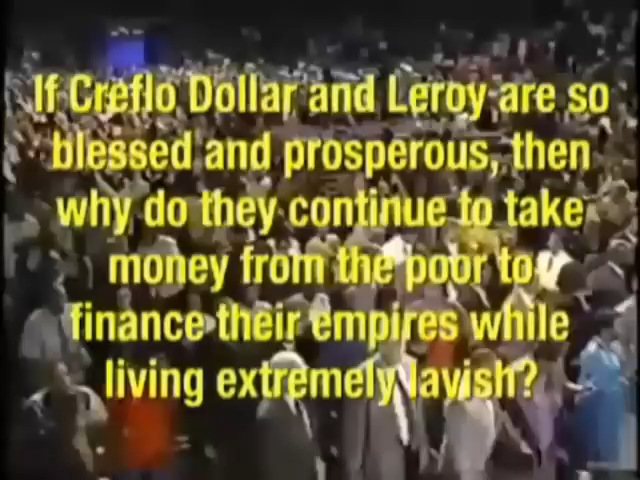 If Creflo Dollar and Leroy are so
blessed and prosperous, then
why do they continue to take
money from the poor to
finance their empires while
living extremely lavish?